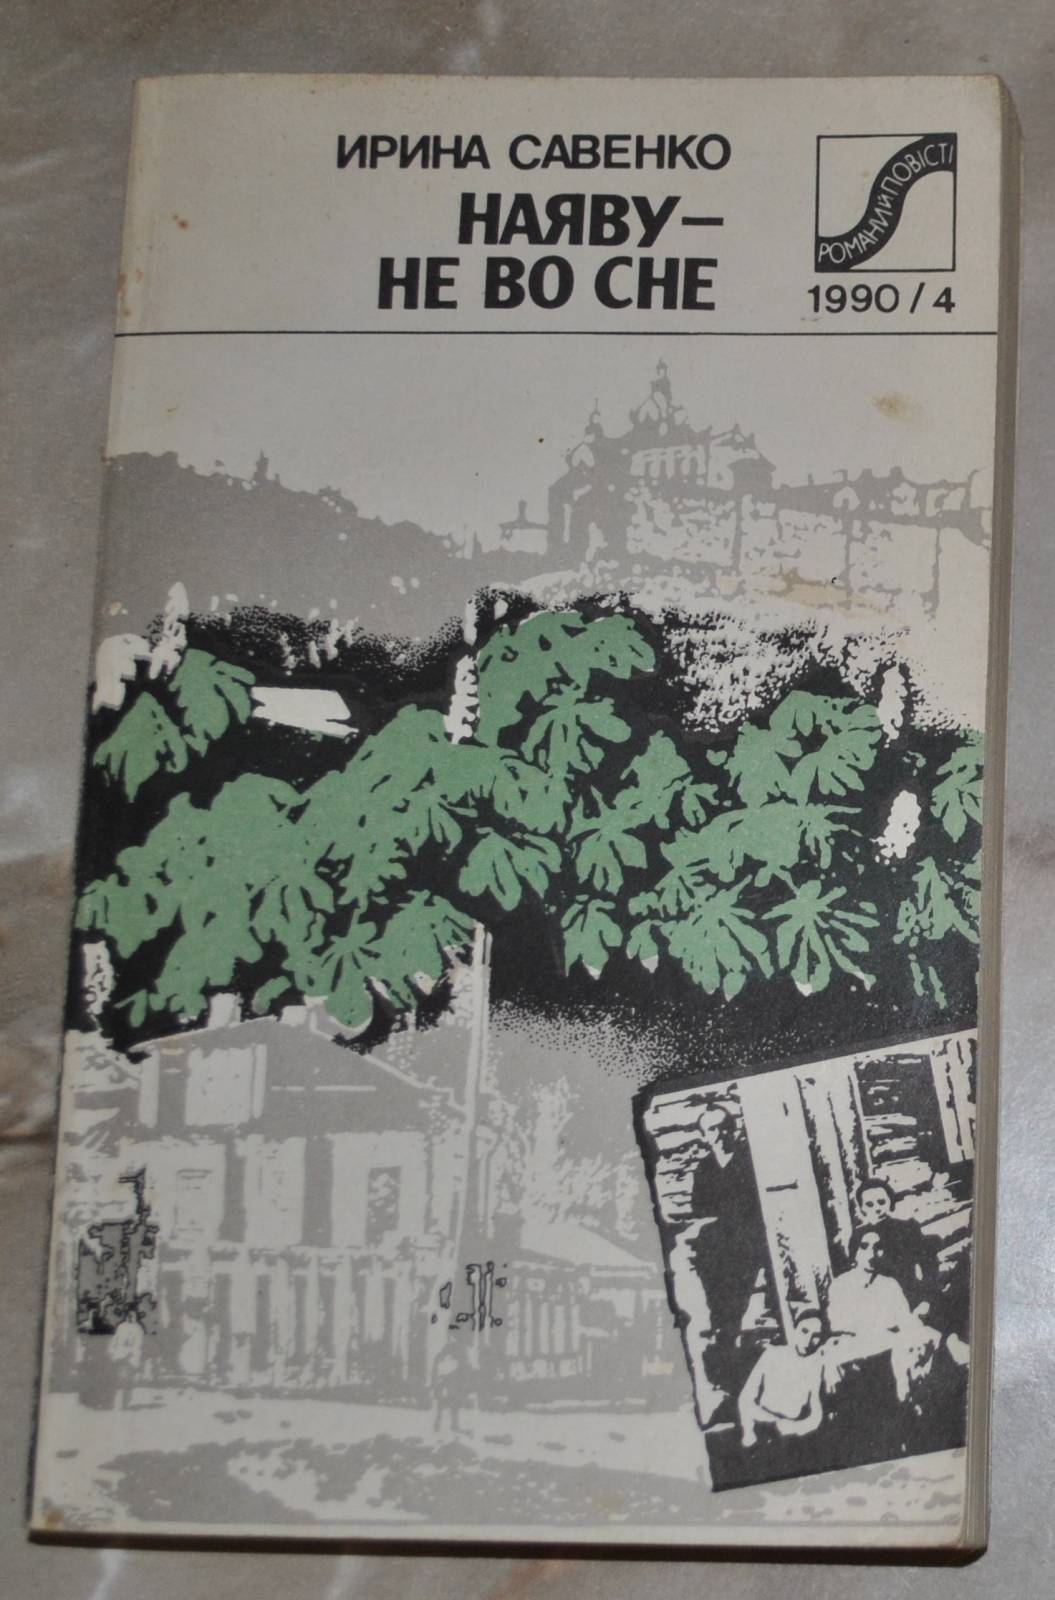 ИРИНА САВЕНКО
НАЯВУ—
НЕ ВО СНЕ
РОМАНИ Й ПОВІСТІ
1990/4